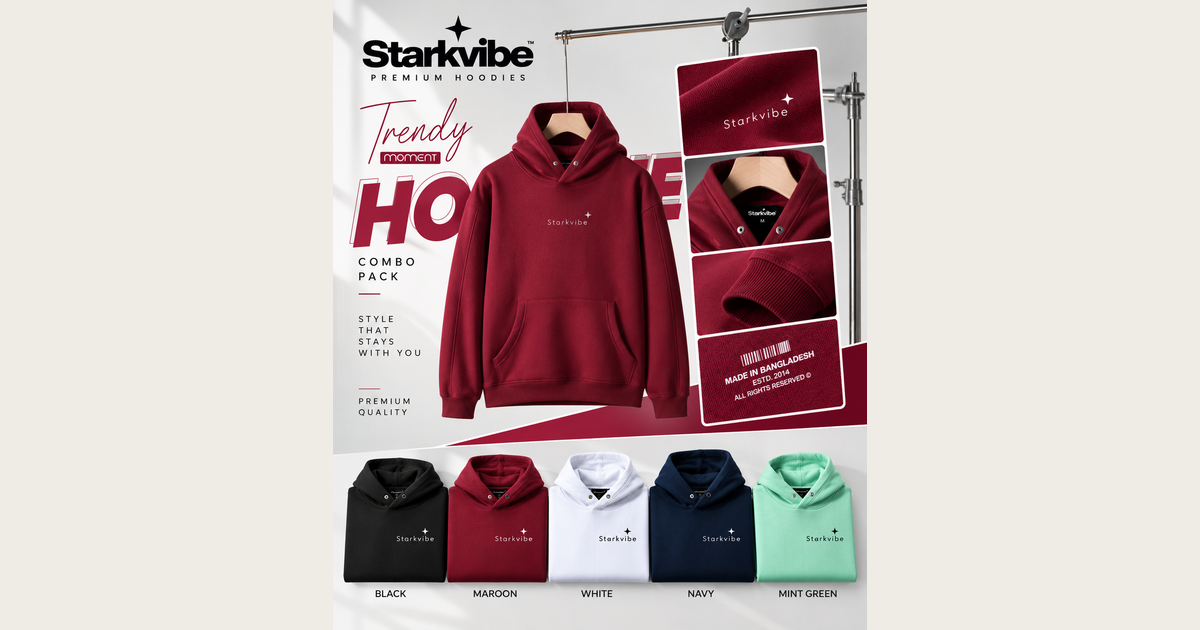 Starkvibe™
PREMIUM HOODIES
Trendy
MOMENT
HO
E
COMBO
PACK
STYLE
THAT
STAYS
WITH YOU
PREMIUM
QUALITY
Starkvibe
Starkvibe
Starkvibe
M
MADE IN BANGLADESH
ESTD. 2014
ALL RIGHTS RESERVED ©
Starkvibe
Starkvibe
Starkvibe
Starkvibe
Starkvibe
BLACK
MAROON
WHITE
NAVY
MINT GREEN